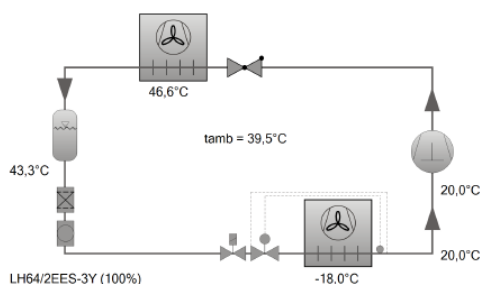 46,6°C
tamb = 39,5°C
43,3°C
20,0°C
20,0°C
LH64/2EES-3Y (100%)
-18,0°C